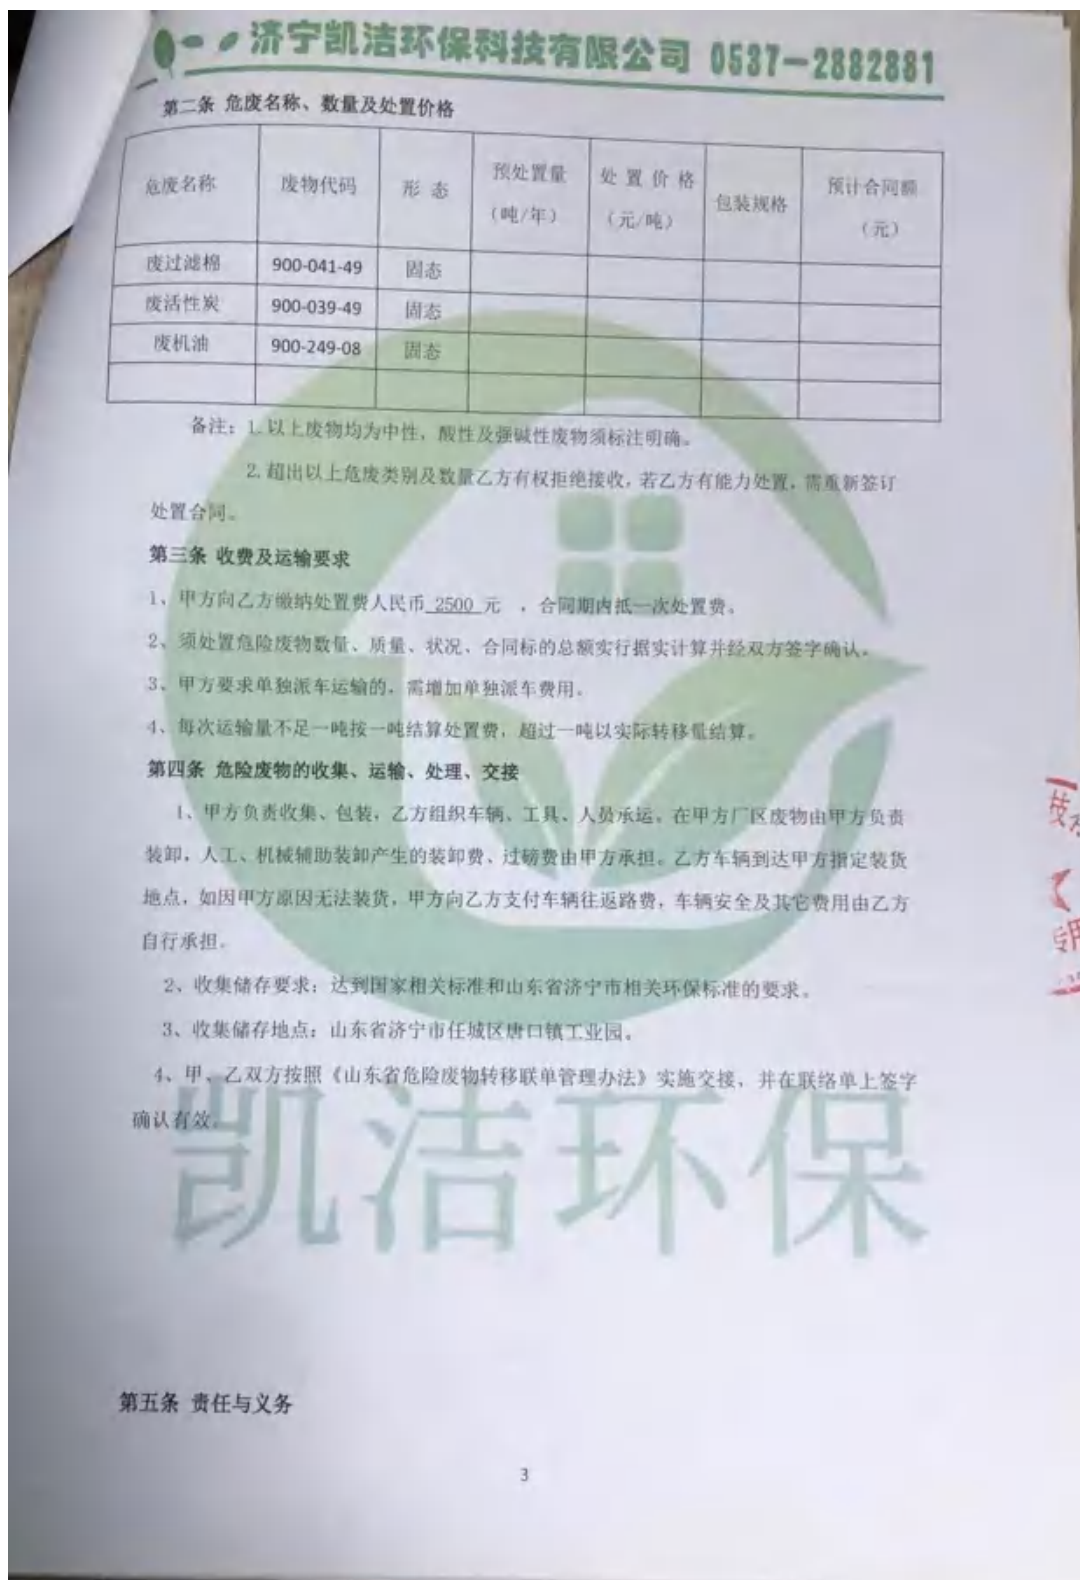 济宁凯洁环保科技有限公司 0537-2882881
第二条 危废名称、数量及处置价格
危废名称 废物代码 形 态 预处置量（吨/年） 处 置 价 格（元/吨） 包装规格 预计合同额（元）
废过滤棉 900-041-49 固态
废活性炭 900-039-49 固态
废机油 900-249-08 固态
备注：1.以上废物均为中性，酸性及强碱性废物须标注明确。
2.超出以上危废类别及数量乙方有权拒绝接收，若乙方有能力处置，需重新签订
处置合同。
第三条 收费及运输要求
1、甲方向乙方缴纳处置费人民币 2500 元 ，合同期内抵一次处置费。
2、须处置危险废物数量、质量、状况、合同标的总额实行据实计算并经双方签字确认。
3、甲方要求单独派车运输的，需增加单独派车费用。
4、每次运输量不足一吨按一吨结算处置费，超过一吨以实际转移量结算。
第四条 危险废物的收集、运输、处理、交接
1、甲方负责收集、包装，乙方组织车辆、工具、人员承运。在甲方厂区废物由甲方负责
装卸，人工、机械辅助装卸产生的装卸费、过磅费由甲方承担。乙方车辆到达甲方指定装货
地点，如因甲方原因无法装货，甲方向乙方支付车辆往返路费，车辆安全及其它费用由乙方
自行承担。
2、收集储存要求：达到国家相关标准和山东省济宁市相关环保标准的要求。
3、收集储存地点：山东省济宁市任城区唐口镇工业园。
4、甲、乙双方按照《山东省危险废物转移联单管理办法》实施交接，并在联络单上签字
确认有效。
凯洁环保
第五条 责任与义务
3